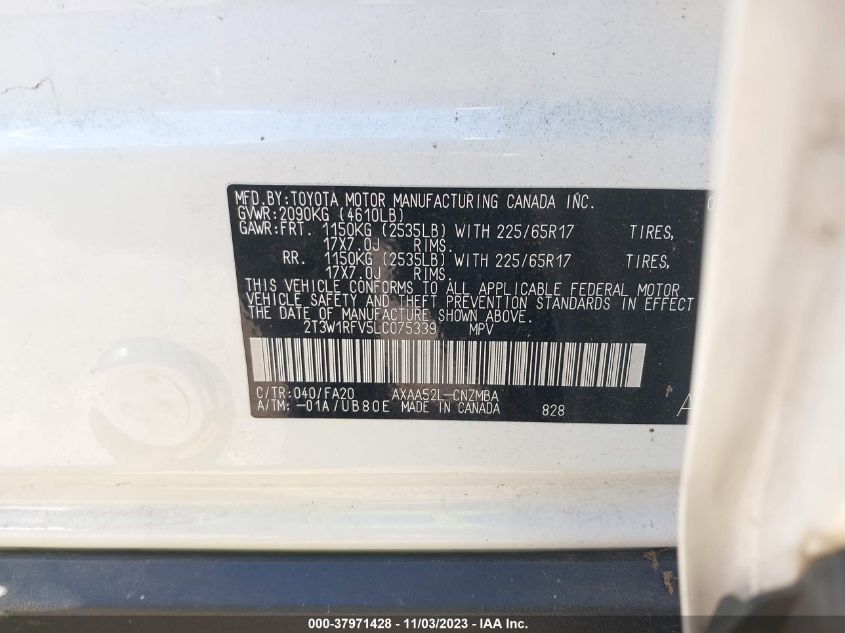 MFD.BY:TOYOTA MOTOR MANUFACTURING CANADA INC.
GVWR:2090KG (4610LB)
GAWR:FRT. 1150KG (2535LB) WITH 225/65R17 TIRES,
17X7.0J RIMS.
RR. 1150KG (2535LB) WITH 225/65R17 TIRES,
17X7.0J RIMS.
THIS VEHICLE CONFORMS TO ALL APPLICABLE FEDERAL MOTOR
VEHICLE SAFETY AND THEFT PREVENTION STANDARDS IN EFFECT
THE DATE OF MANUFACTURE SHOWN ABOVE.
2T3W1RFV5LC075339 MPV
C/TR:040/FA20 AXAA52L-CNZMBA
A/TM:-01A/UB80E MADE IN CANADA 828
000-37971428 - 11/03/2023 - IAA Inc.